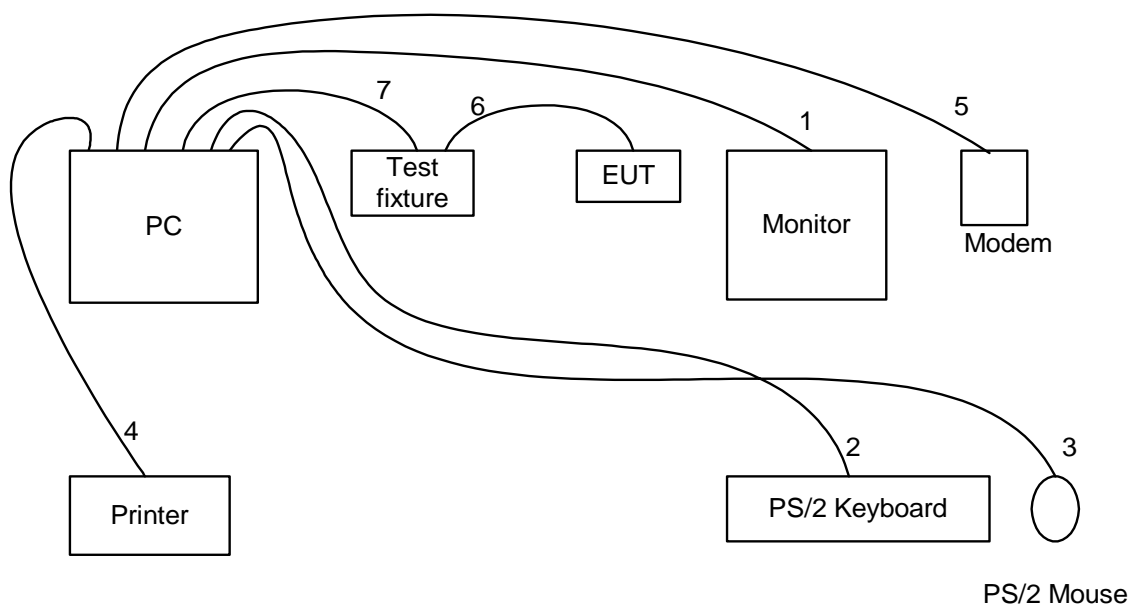 7
6
1
5
Test
fixture
EUT
PC
Monitor
Modem
4
2
3
Printer
PS/2 Keyboard
PS/2 Mouse